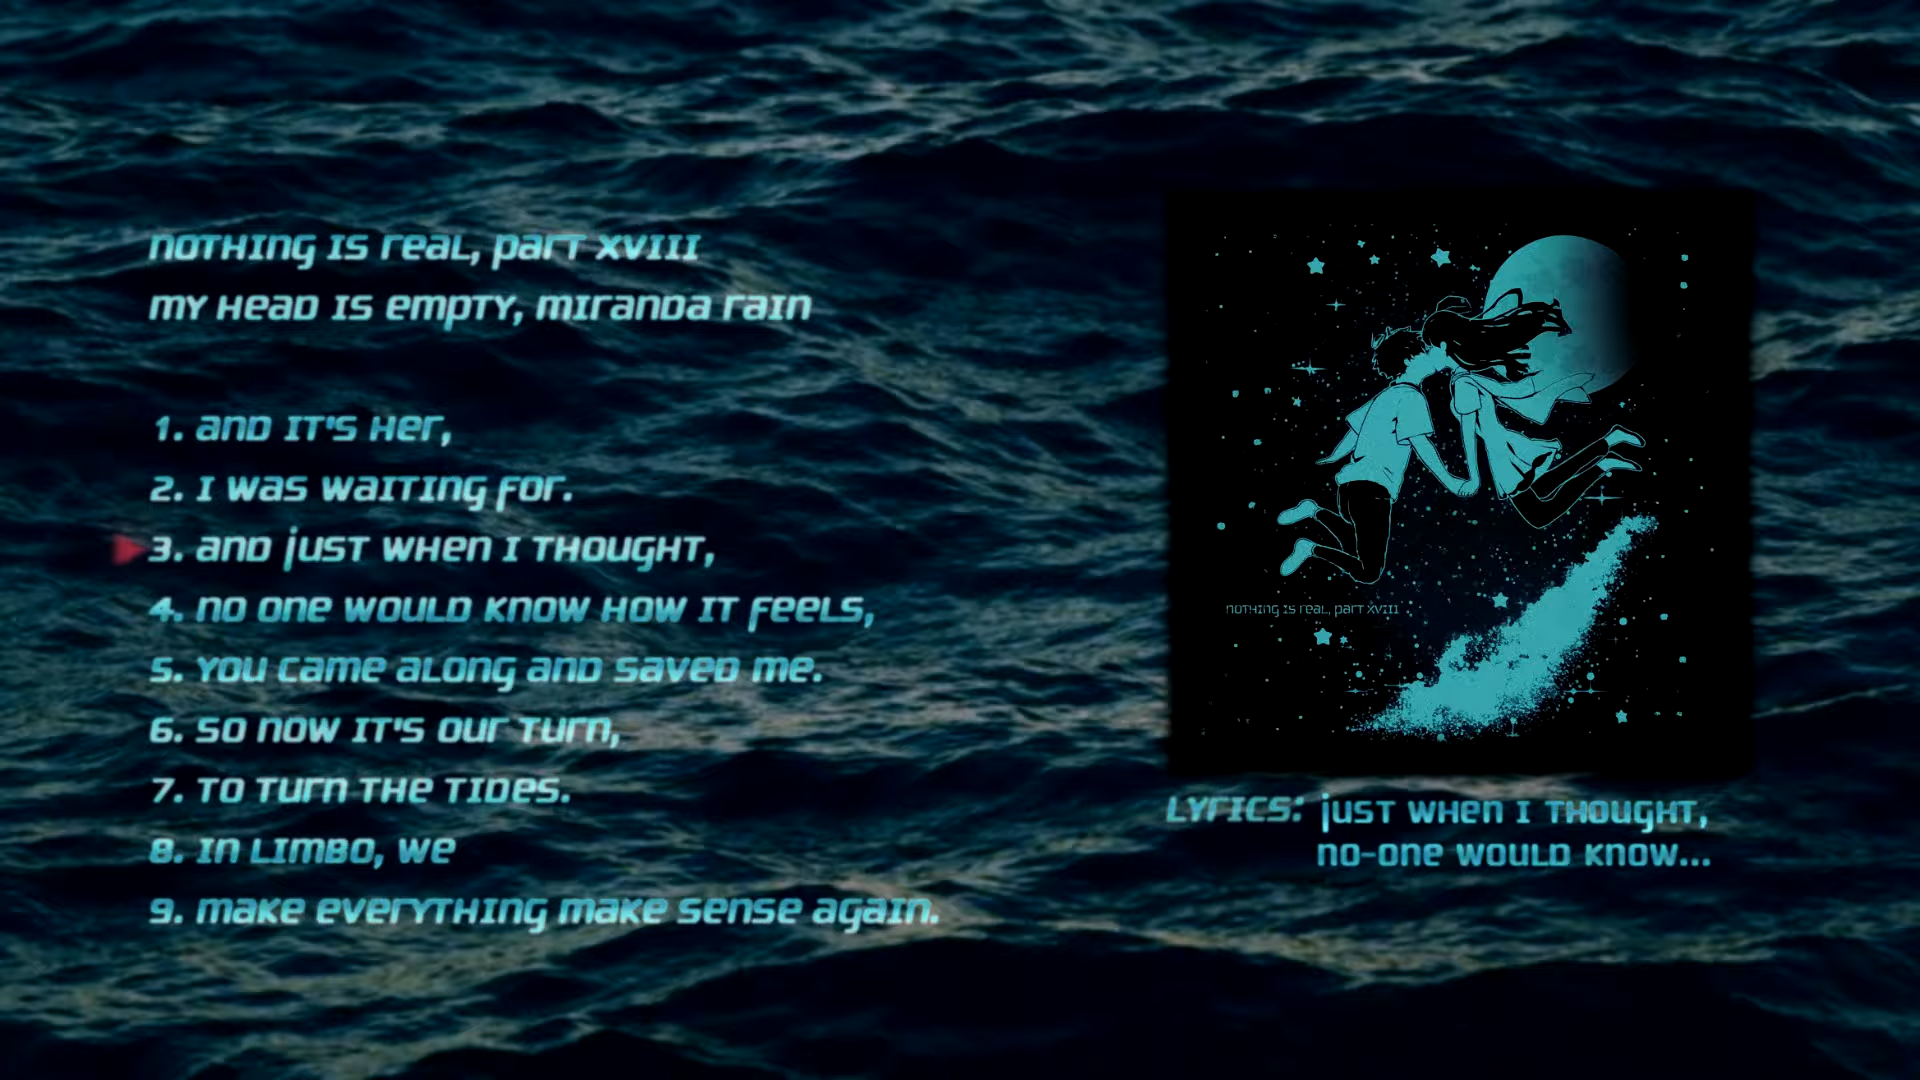 nothing is real, part XVIII
my head is empty, miranda rain
1. and it's her,
2. I was waiting for.
3. and just when I thought,
4. no one would know how it feels,
5. you came along and saved me.
6. so now it's our turn,
7. to turn the tides.
8. in limbo, we
9. make everything make sense again.
nothing is real, part XVIII
lyrics: just when I thought,
no-one would know...